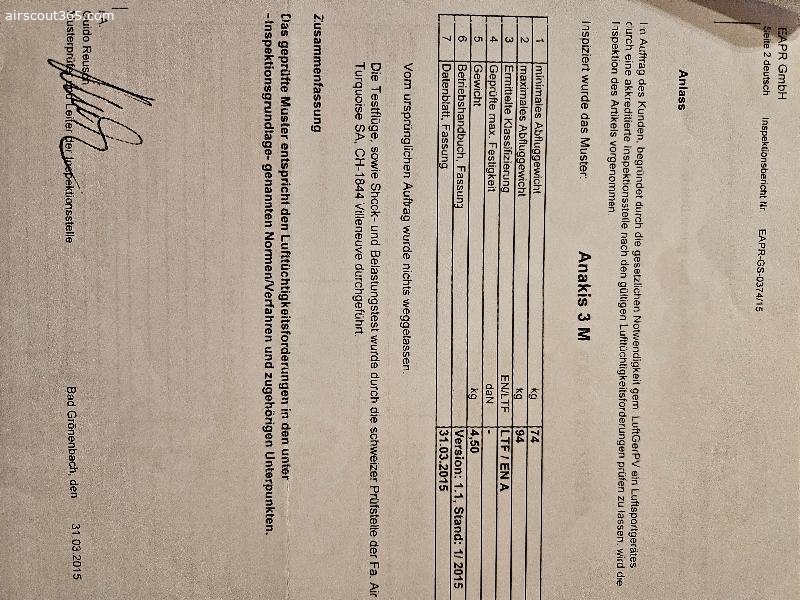 airscout365.com
EAPR GmbH
Seite 2 deutsch Inspektionsbericht Nr. EAPR-GS-0374/15
Anlass
Im Auftrag des Kunden, begründet durch die gesetzlichen Notwendigkeit gem. LuftGerPV ein Luftsportgerätes
durch eine akkreditierte Inspektionsstelle nach den gültigen Lufttüchtigkeitsforderungen prüfen zu lassen, wird die
Inspektion des Artikels vorgenommen.
Inspiziert wurde das Muster: Anakis 3 M
1 minimales Abfluggewicht kg 74
2 maximales Abfluggewicht kg 94
3 Ermittelte Klassifizierung EN/LTF LTF / EN A
4 Geprüfte max. Festigkeit daN -
5 Gewicht kg 4,50
6 Betriebshandbuch, Fassung Version: 1.1, Stand: 1/ 2015
7 Datenblatt, Fassung 31.03.2015
Vom ursprünglichen Auftrag wurde nichts weggelassen.
Die Testflüge, sowie Shock- und Belastungstest wurde durch die schweizer Prüfstelle der Fa. Air
Turquoise SA, CH-1844 Villeneuve durchgeführt.
Zusammenfassung
Das geprüfte Muster entspricht den Lufttüchtigkeitsforderungen in den unter
-Inspektionsgrundlage- genannten Normen/Verfahren und zugehörigen Unterpunkten.
i.A.
Guido Reusch
Musterprüfer und Leiter der Inspektionsstelle Bad Grönenbach, den 31.03.2015